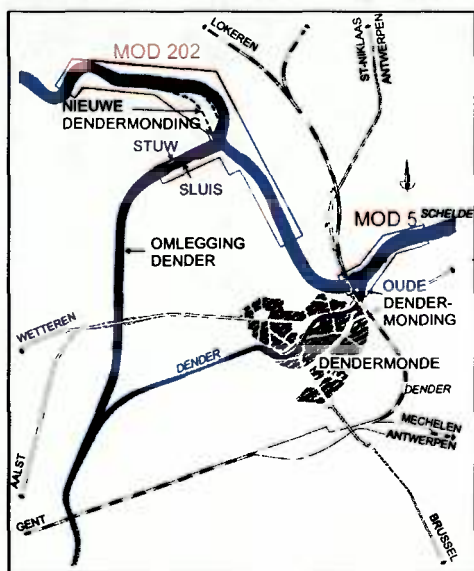 LOKEREN
ST-NIKLAAS
ANTWERPEN
MOD 202
NIEUWE
DENDERMONDING
STUW
SLUIS
MOD 5
SCHELDE
OMLEGGING
DENDER
OUDE
DENDER-
MONDING
WETTEREN
DENDER
DENDERMONDE
DENDER
MECHELEN
ANTWERPEN
AALST
GENT
BRUSSEL